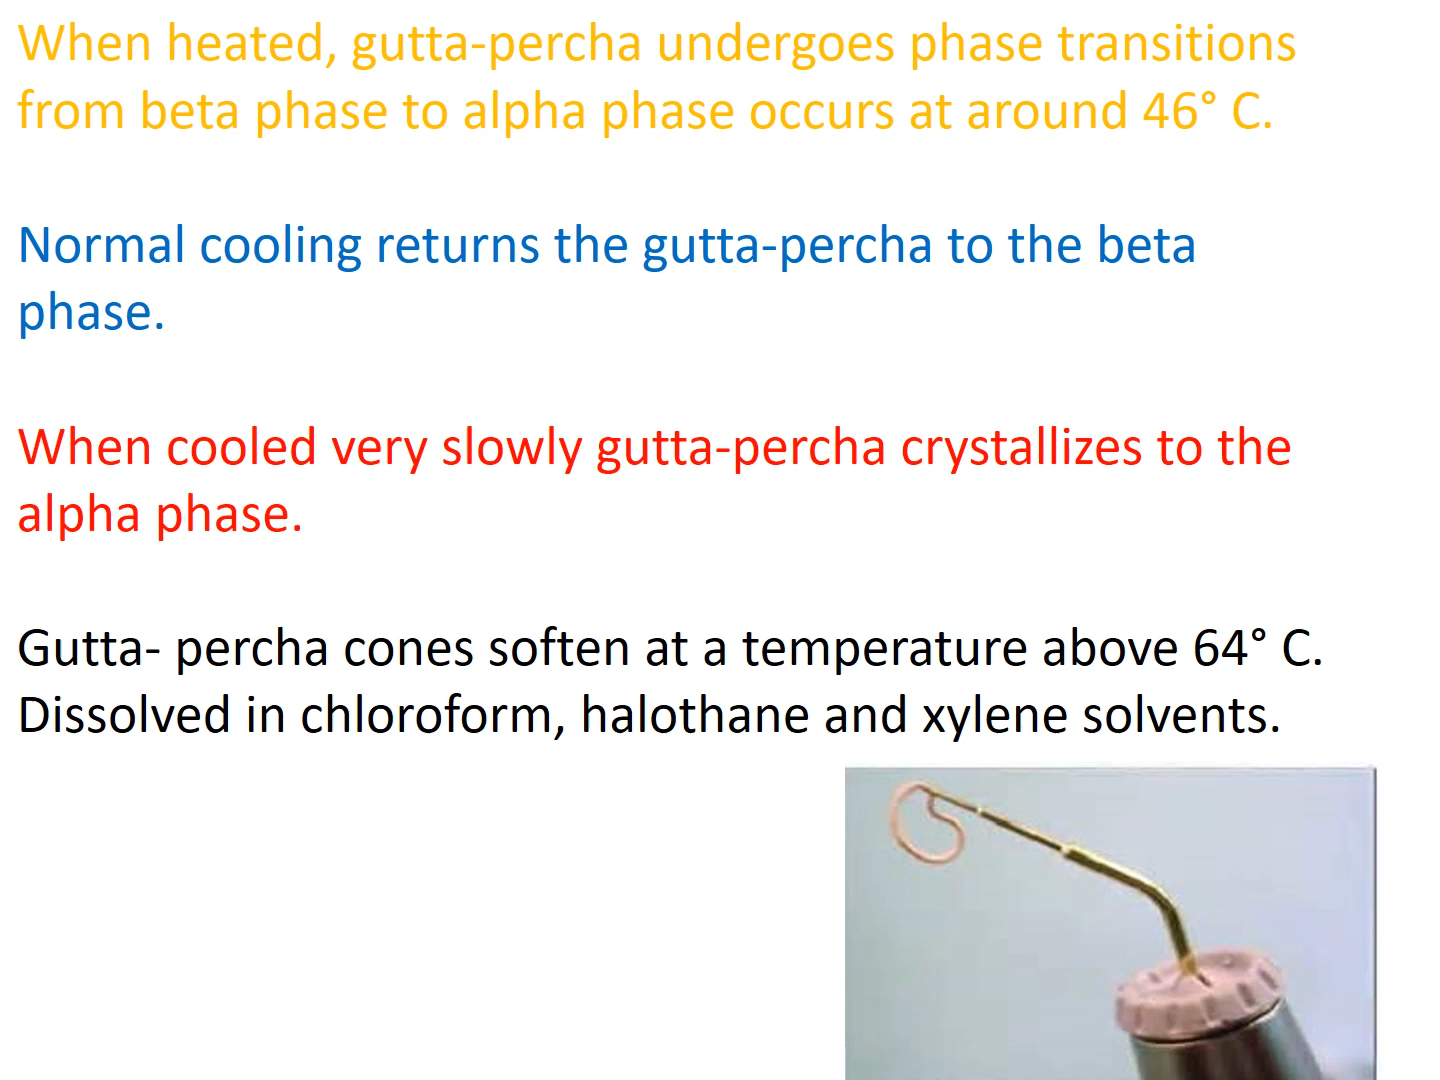 When heated, gutta-percha undergoes phase transitions
from beta phase to alpha phase occurs at around 46° C.
Normal cooling returns the gutta-percha to the beta
phase.
When cooled very slowly gutta-percha crystallizes to the
alpha phase.
Gutta- percha cones soften at a temperature above 64° C.
Dissolved in chloroform, halothane and xylene solvents.